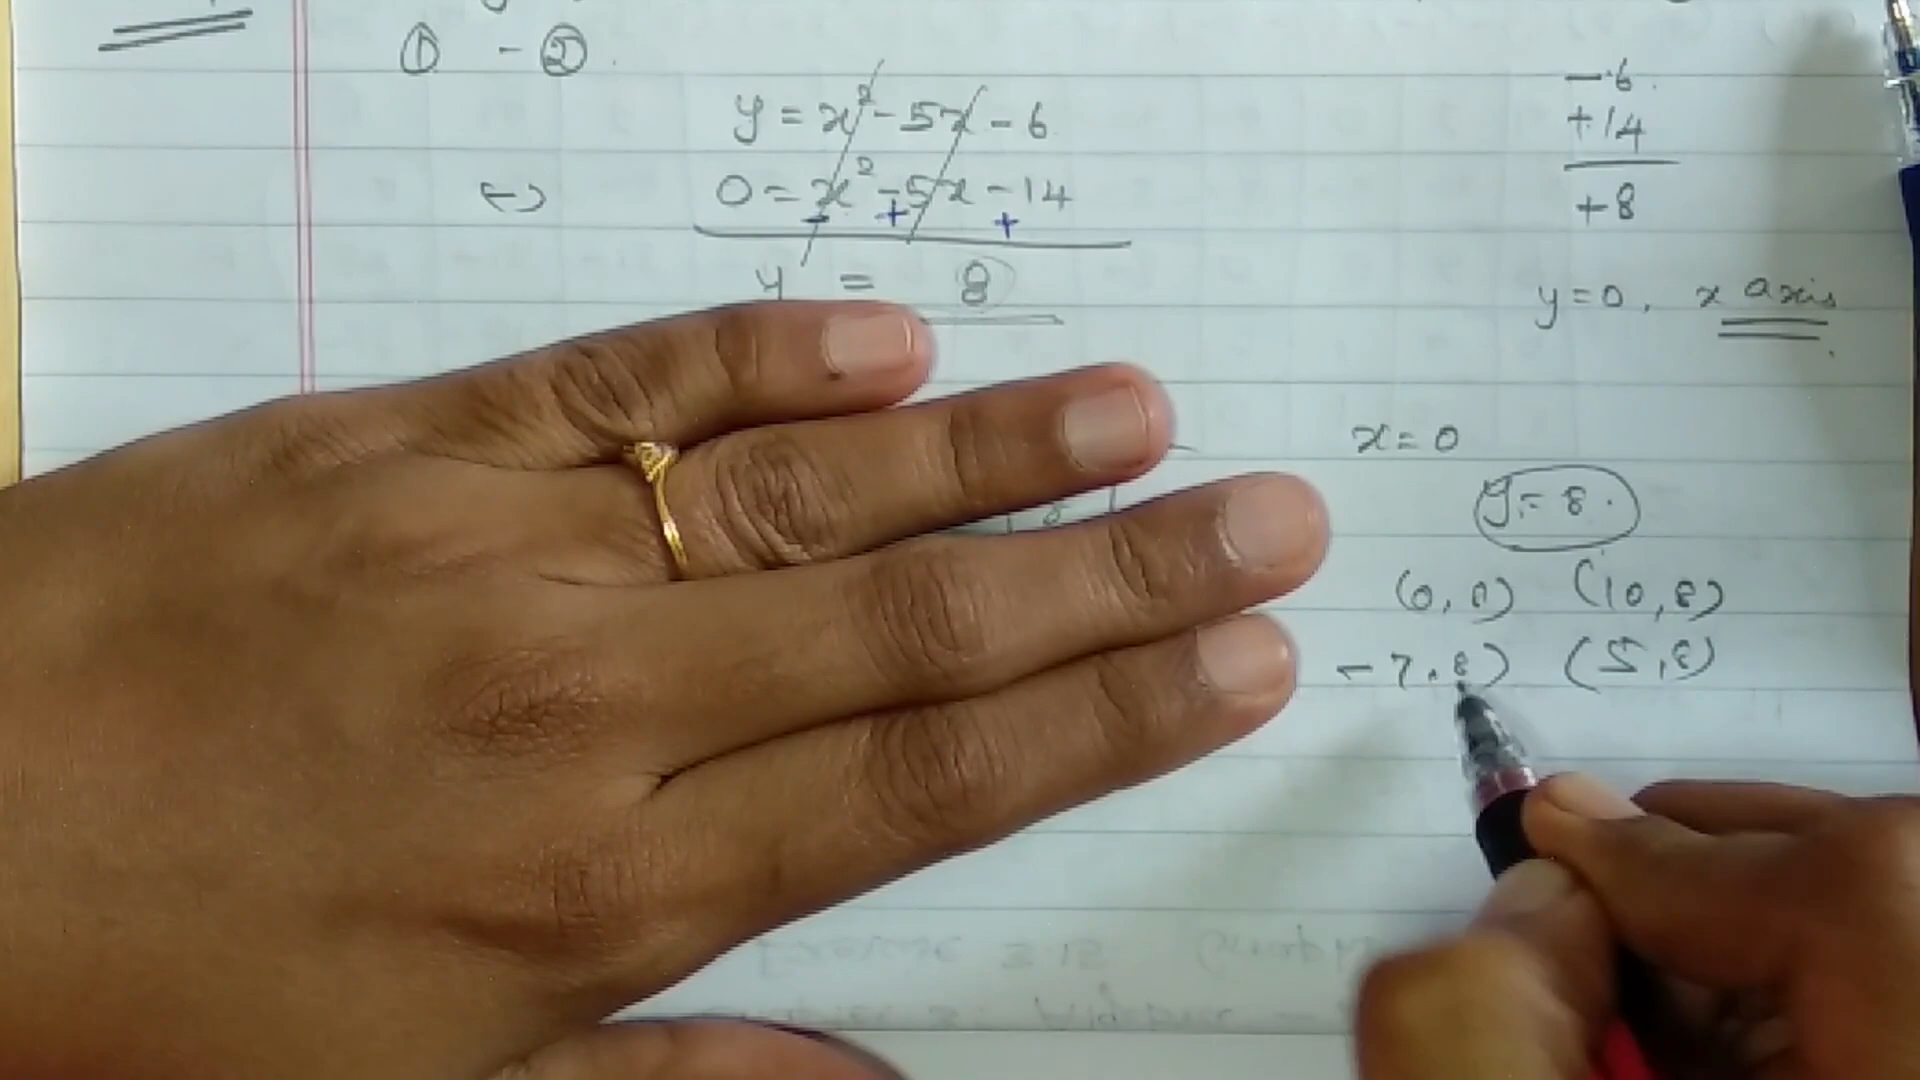 ① - ②.
y = x² - 5x - 6
0 = x² - 5x - 14
- + +
y = 8
-6.
+14
+8
y=0, x axis
x=0
y = 8.
(0,0) (10,8)
-7,8) (5,8)